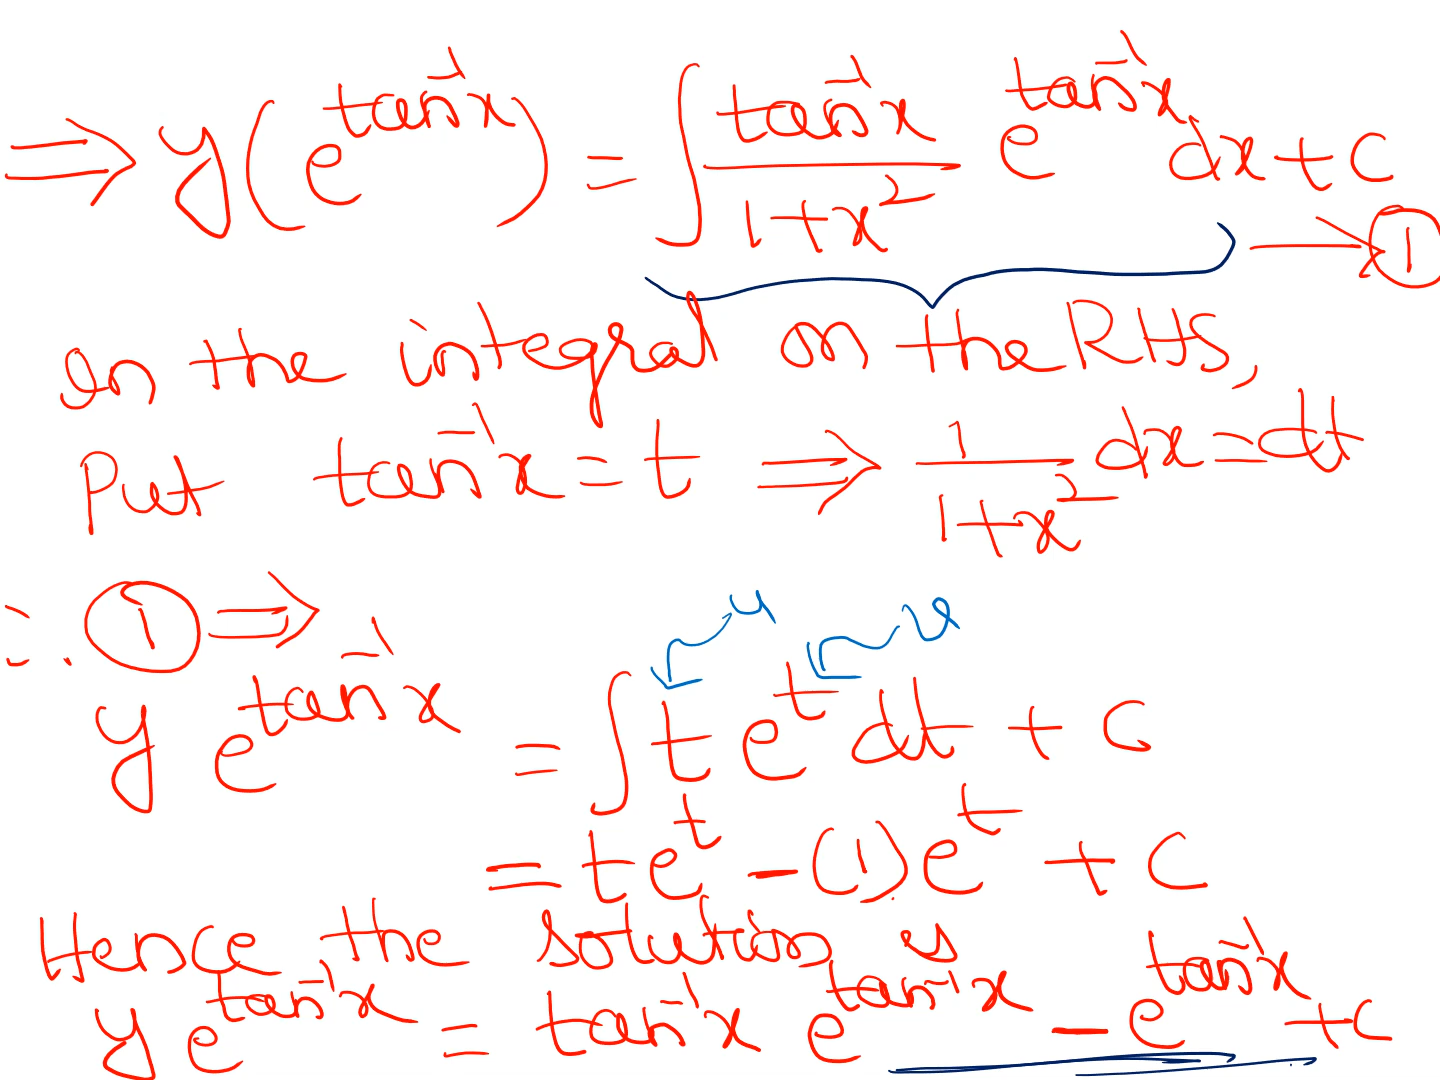 ⇒ y(e^{tan⁻¹x}) = ∫ tan⁻¹x/(1+x²) e^{tan⁻¹x} dx + C
→ ①
In the integral on the RHS,
Put tan⁻¹x = t ⇒ 1/(1+x²) dx = dt
∴ ① ⇒
u v
y e^{tan⁻¹x} = ∫ t e^t dt + C
= t e^t - (1) e^t + C
Hence the solution is
y e^{tan⁻¹x} = tan⁻¹x e^{tan⁻¹x} - e^{tan⁻¹x} + C